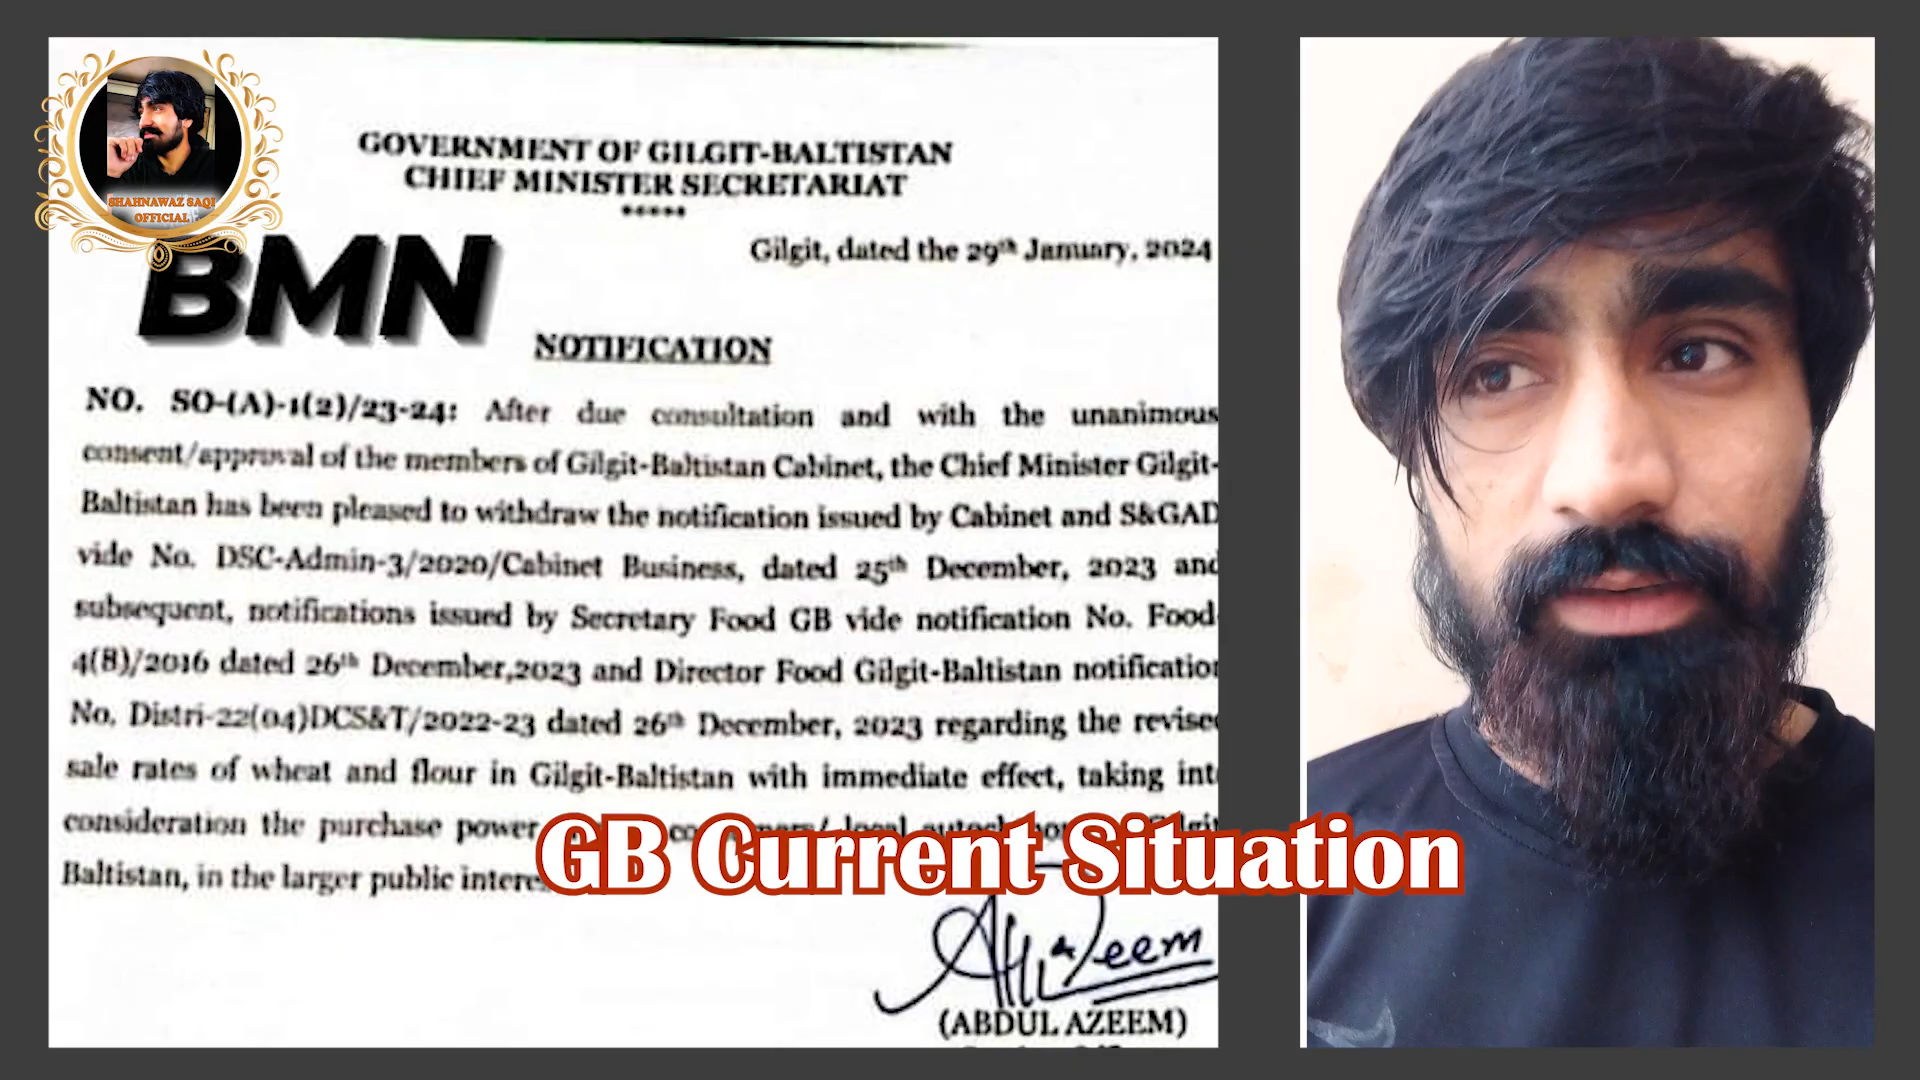 SHAHNAWAZ SAQI
OFFICIAL
GOVERNMENT OF GILGIT-BALTISTAN
CHIEF MINISTER SECRETARIAT
*****
BMN
Gilgit, dated the 29th January, 2024
NOTIFICATION
NO. SO-(A)-1(2)/23-24: After due consultation and with the unanimous
consent/approval of the members of Gilgit-Baltistan Cabinet, the Chief Minister Gilgit-
Baltistan has been pleased to withdraw the notification issued by Cabinet and S&GAD
vide No. DSC-Admin-3/2020/Cabinet Business, dated 25th December, 2023 and
subsequent, notifications issued by Secretary Food GB vide notification No. Food-
4(8)/2016 dated 26th December,2023 and Director Food Gilgit-Baltistan notification
No. Distri-22(04)DCS&T/2022-23 dated 26th December, 2023 regarding the revise
sale rates of wheat and flour in Gilgit-Baltistan with immediate effect, taking int
consideration the purchase power
Baltistan, in the larger public intere
GB Current Situation
(ABDUL AZEEM)